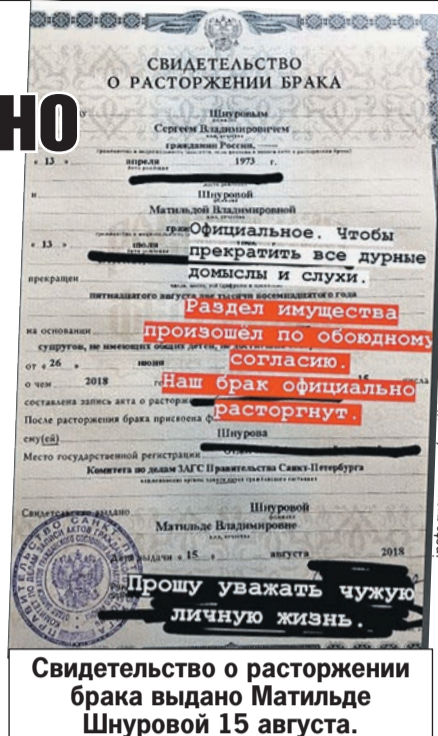 СВИДЕТЕЛЬСТВО
О РАСТОРЖЕНИИ БРАКА
НО
Шнуровым
Сергеем Владимировичем
гражданин России,
« 13 » апреля 1973 г.
и
Шнуровой
Матильдой Владимировной
« 13 » июля
Официальное. Чтобы
прекратить все дурные
домыслы и слухи.
прекращен
пятнадцатого августа две тысячи восемнадцатого года
Раздел имущества
на основании
произошёл по обоюдному
супругов, не имеющих общих детей, не
согласию.
от « 26 » июня
Наш брак официально
о чем 2018
расторгнут.
составлена запись акта о расторж
После расторжения брака присвоена ф
ему(ей) Шнурова
Место государственной регистрации
Комитета по делам ЗАГС Правительства Санкт-Петербурга
Свидетельство выдано Шнуровой
Матильде Владимировне
Дата выдачи « 15 » августа 2018
Прошу уважать чужую
личную жизнь.
Свидетельство о расторжении
брака выдано Матильде
Шнуровой 15 августа.